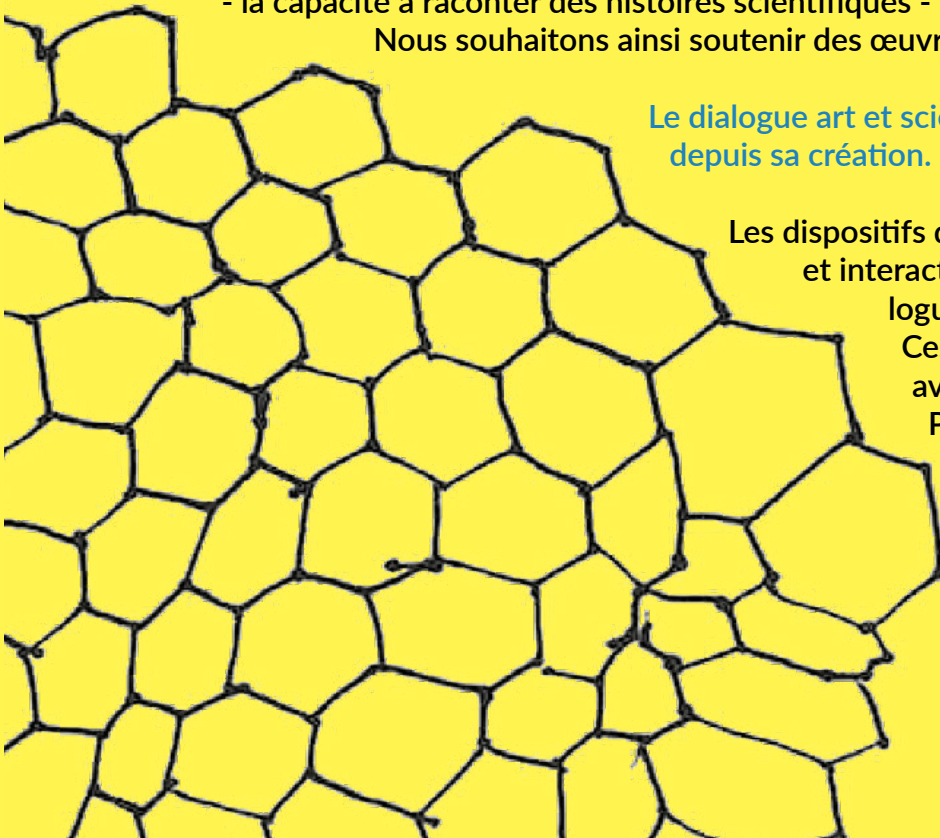 - la capacité à raconter des histoires scientifiques -
Nous souhaitons ainsi soutenir des œuvr
Le dialogue art et sci
depuis sa création.
Les dispositifs
et interact
logu
Ce
av
P